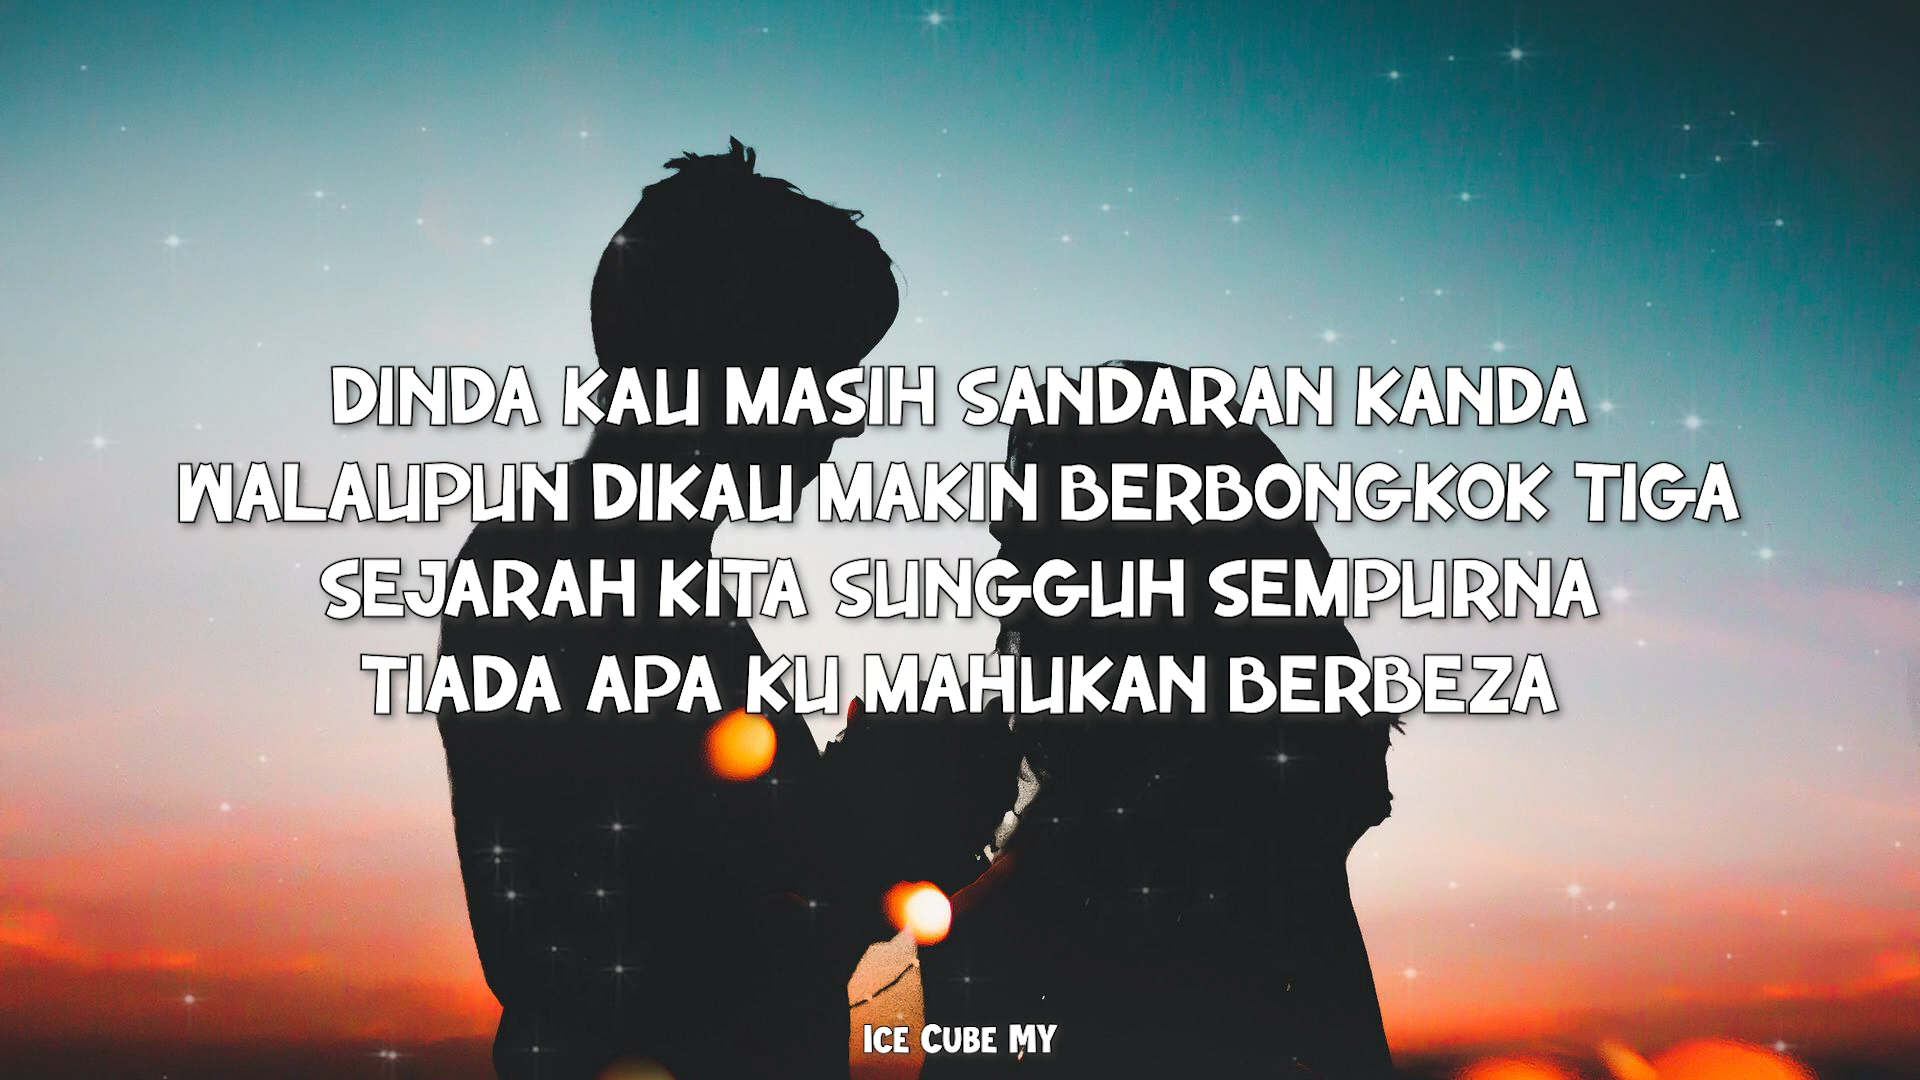 DINDA KAU MASIH SANDARAN KANDA
WALAUPUN DIKAU MAKIN BERBONGKOK TIGA
SEJARAH KITA SUNGGUH SEMPURNA
TIADA APA KU MAHUKAN BERBEZA
ICE CUBE MY